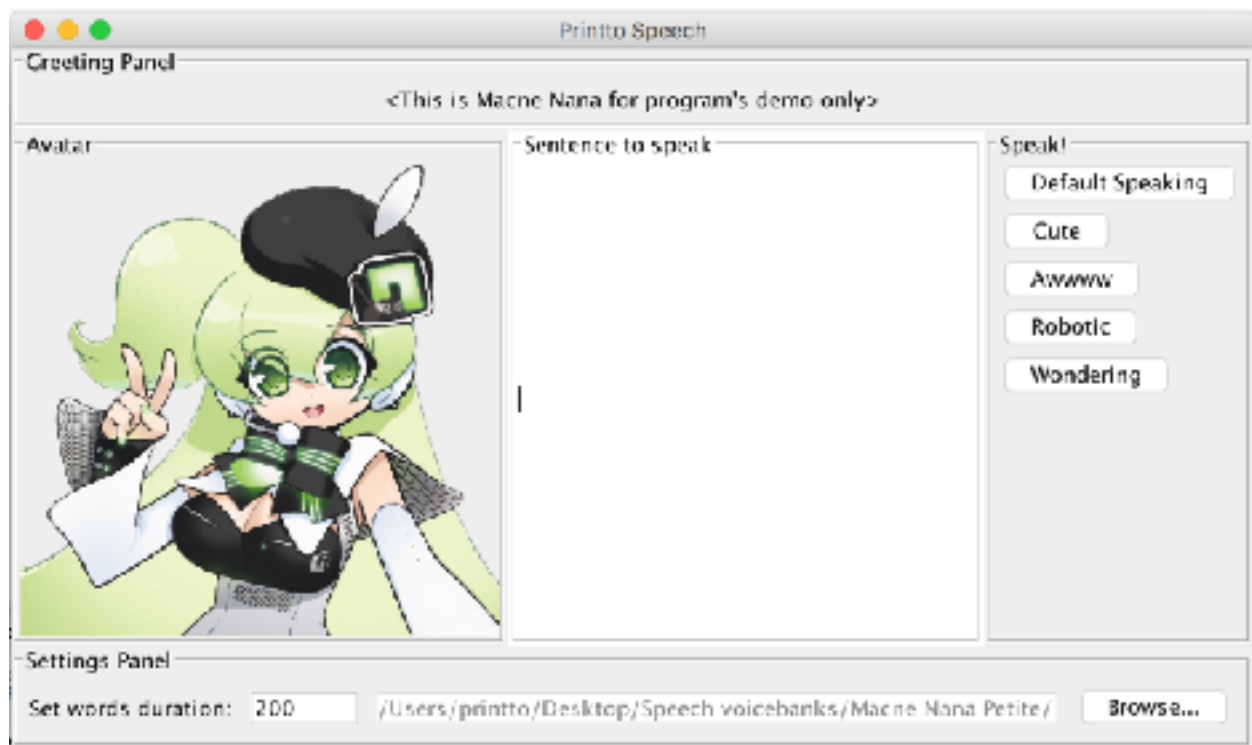 Printto Speech
Greeting Panel
<This is Macne Nana for program's demo only>
Avatar
Sentence to speak
Speak!
Default Speaking
Cute
Awwww
Robotic
Wondering
Settings Panel
Set words duration: 200 /Users/printto/Desktop/Speech voicebanks/Macne Nana Petite/ Browse...